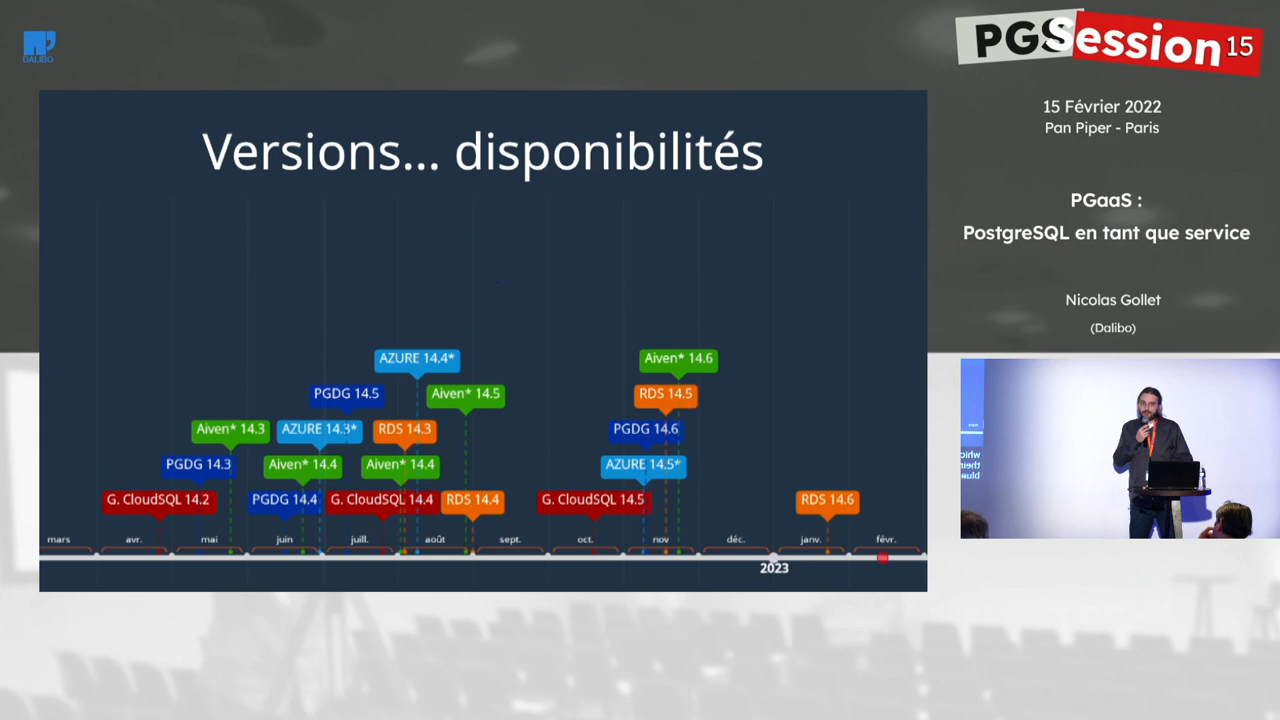 DALIBO
PGSession 15
15 Février 2022
Pan Piper - Paris
PGaaS :
PostgreSQL en tant que service
Nicolas Gollet
(Dalibo)
Versions... disponibilités
AZURE 14.4*
Aiven* 14.6
PGDG 14.5
Aiven* 14.5
RDS 14.5
Aiven* 14.3
AZURE 14.3*
RDS 14.3
PGDG 14.6
PGDG 14.3
Aiven* 14.4
Aiven* 14.4
AZURE 14.5*
G. CloudSQL 14.2
PGDG 14.4
G. CloudSQL 14.4
RDS 14.4
G. CloudSQL 14.5
RDS 14.6
mars avr. mai juin juill. août sept. oct. nov déc. janv. févr.
2023